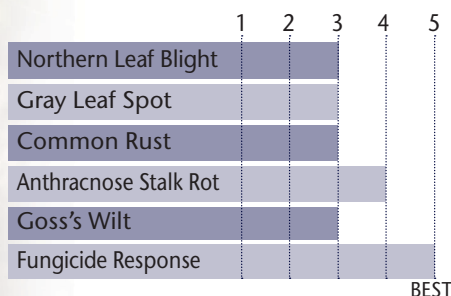 1 2 3 4 5
Northern Leaf Blight
Gray Leaf Spot
Common Rust
Anthracnose Stalk Rot
Goss's Wilt
Fungicide Response
BEST